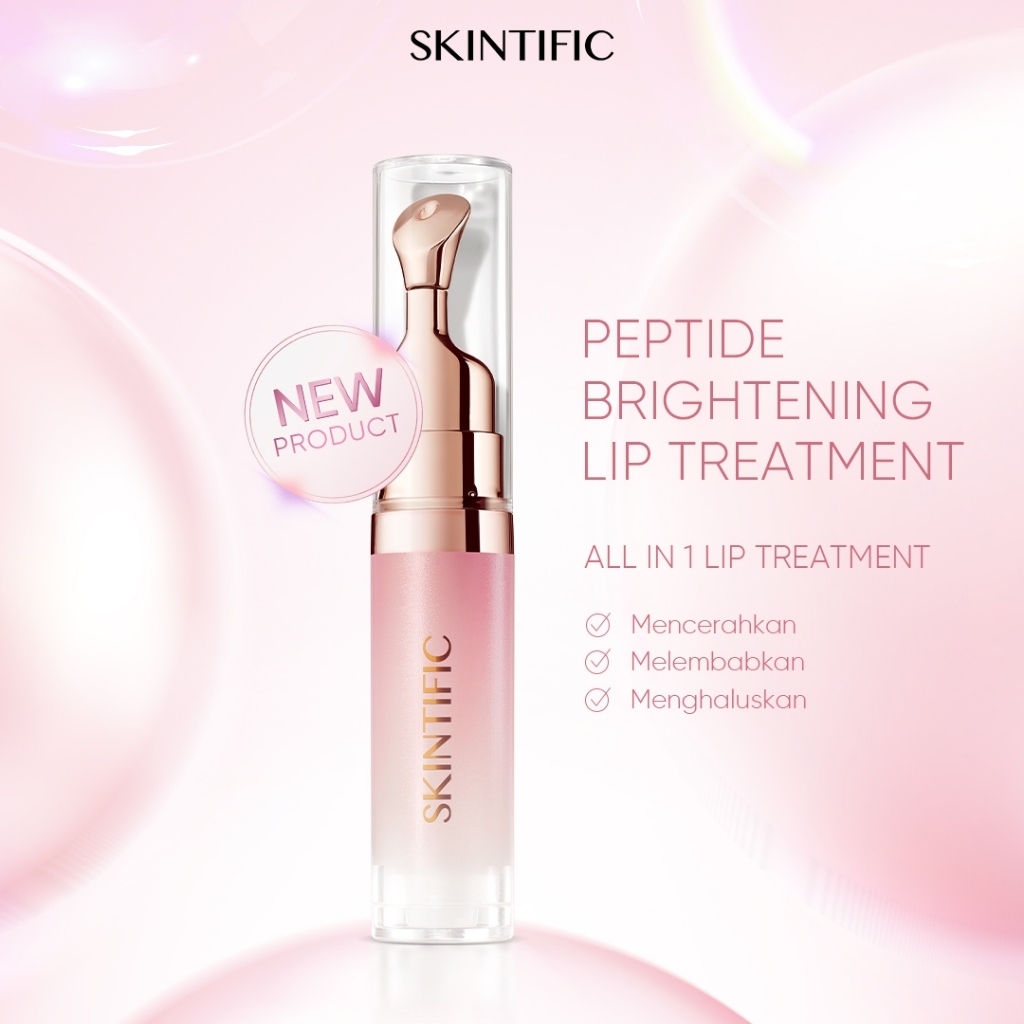 SKINTIFIC
NEW
PRODUCT
PEPTIDE
BRIGHTENING
LIP TREATMENT
ALL IN 1 LIP TREATMENT
Mencerahkan
Melembabkan
Menghaluskan
SKINTIFIC